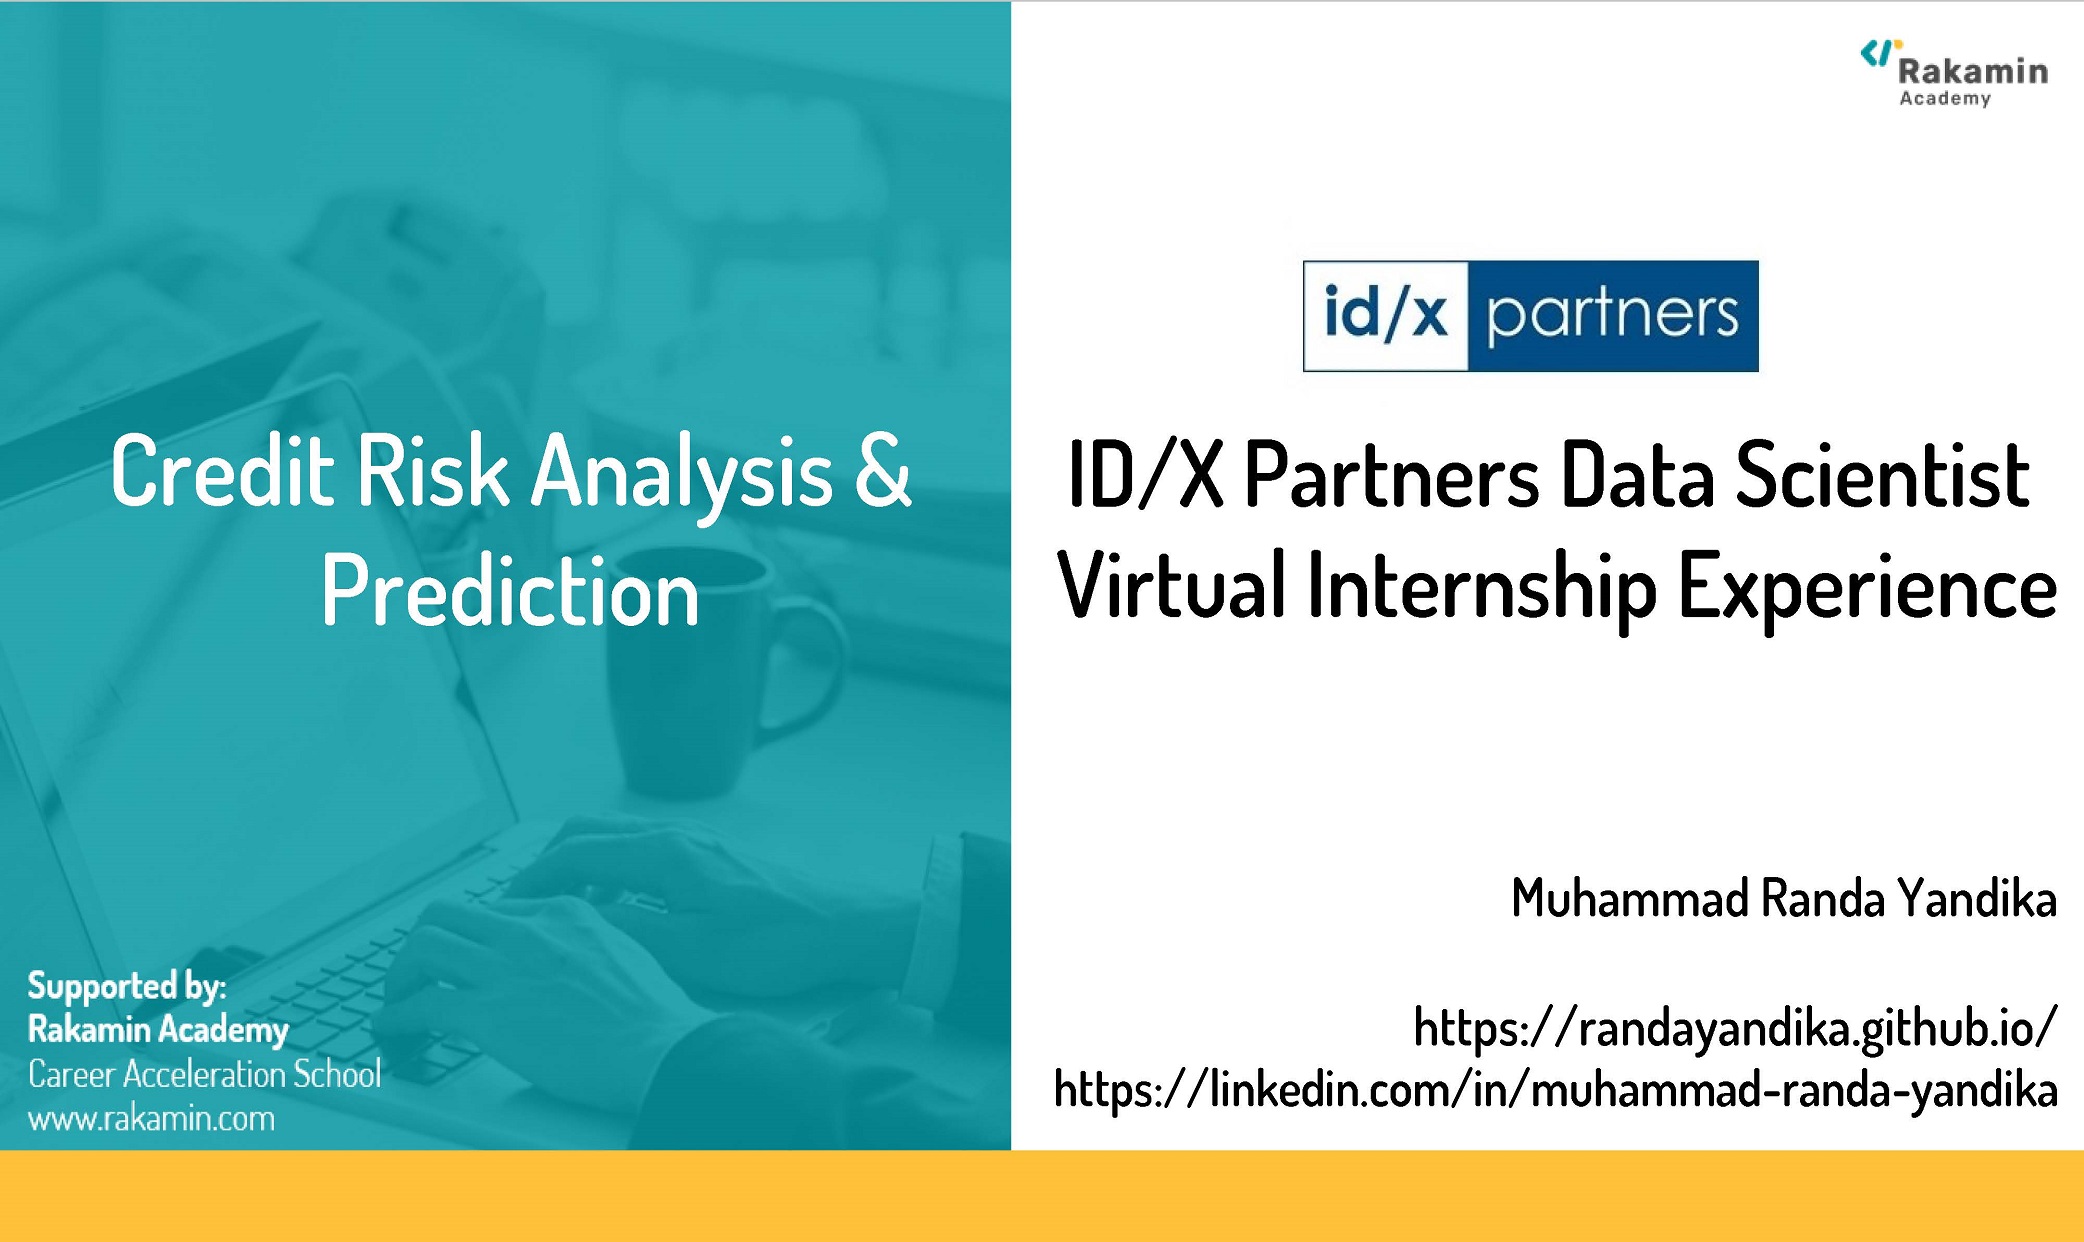 Credit Risk Analysis &
Prediction
Supported by:
Rakamin Academy
Career Acceleration School
www.rakamin.com
Rakamin
Academy
id/x partners
ID/X Partners Data Scientist
Virtual Internship Experience
Muhammad Randa Yandika
https://randayandika.github.io/
https://linkedin.com/in/muhammad-randa-yandika